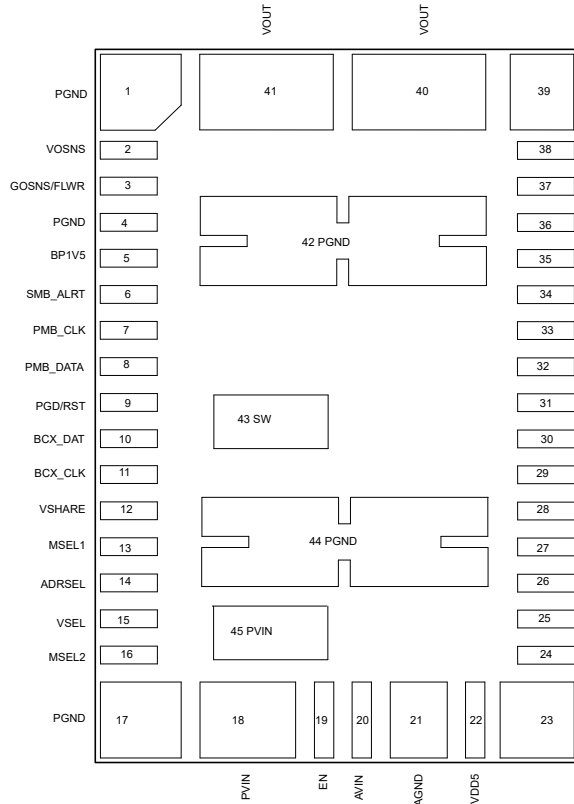 VOUT
VOUT
PGND
1
41
40
39
VOSNS
2
38
GOSNS/FLWR
3
37
PGND
4
36
42 PGND
BP1V5
5
35
SMB_ALRT
6
34
PMB_CLK
7
33
PMB_DATA
8
32
PGD/RST
9
31
43 SW
BCX_DAT
10
30
BCX_CLK
11
29
VSHARE
12
28
MSEL1
13
27
44 PGND
ADRSEL
14
26
VSEL
15
25
45 PVIN
MSEL2
16
24
PGND
17
18
19
20
21
22
23
PVIN
EN
AVIN
AGND
VDD5